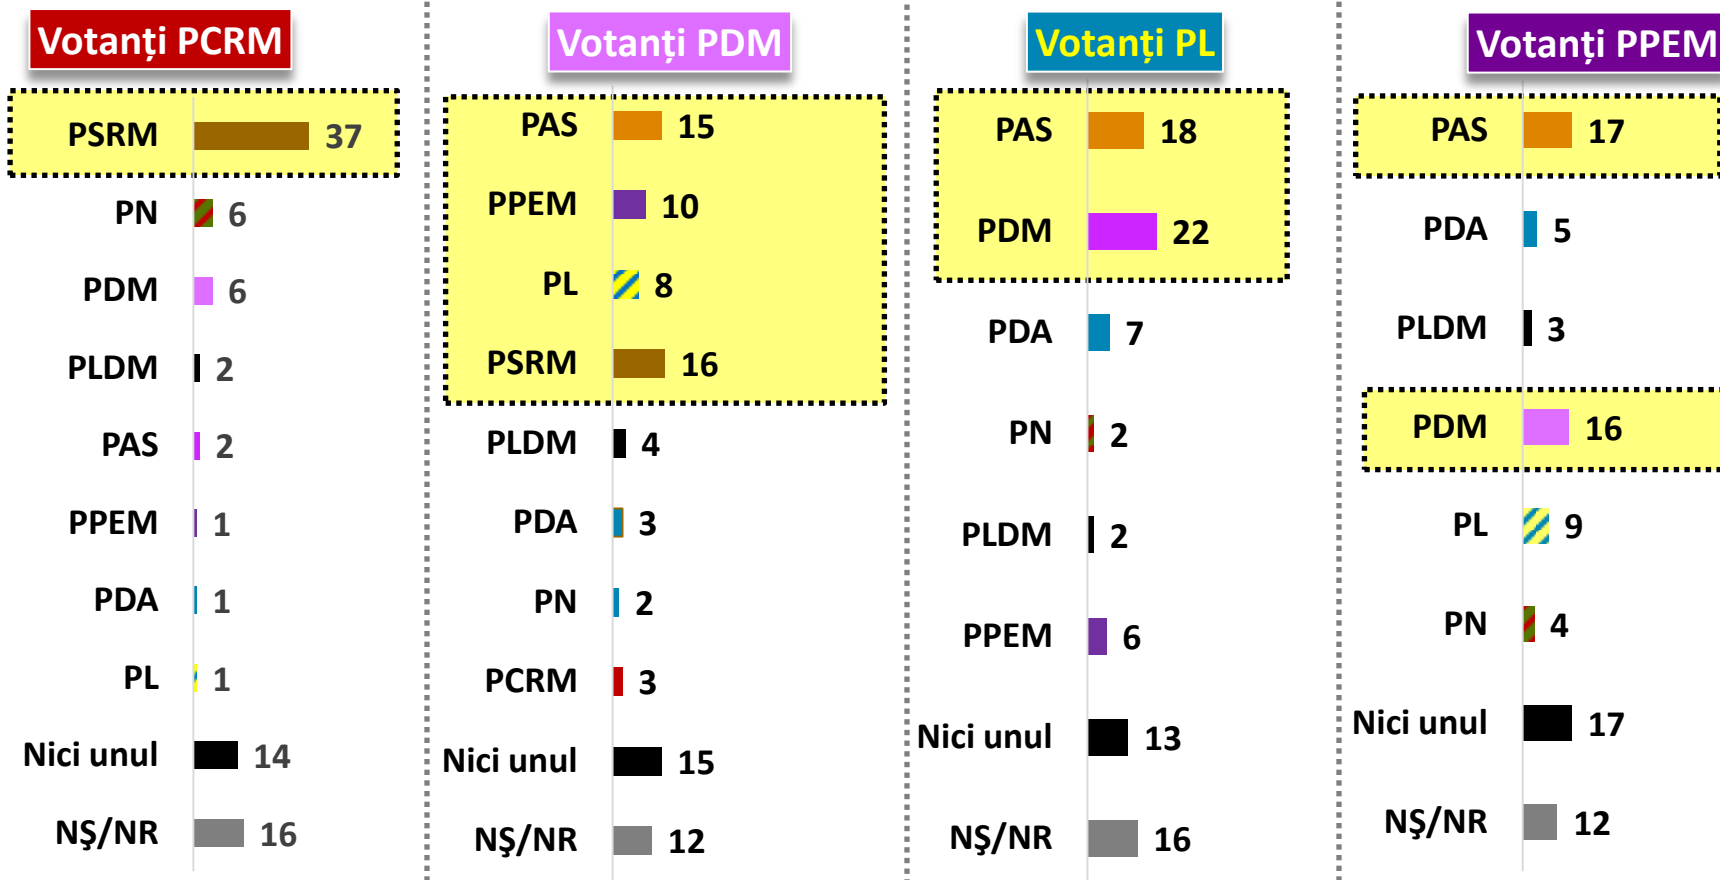 Votanți PCRM
PSRM 37
PN 6
PDM 6
PLDM 2
PAS 2
PPEM 1
PDA 1
PL 1
Nici unul 14
NȘ/NR 16
Votanți PDM
PAS 15
PPEM 10
PL 8
PSRM 16
PLDM 4
PDA 3
PN 2
PCRM 3
Nici unul 15
NȘ/NR 12
Votanți PL
PAS 18
PDM 22
PDA 7
PN 2
PLDM 2
PPEM 6
Nici unul 13
NȘ/NR 16
Votanți PPEM
PAS 17
PDA 5
PLDM 3
PDM 16
PL 9
PN 4
Nici unul 17
NȘ/NR 12